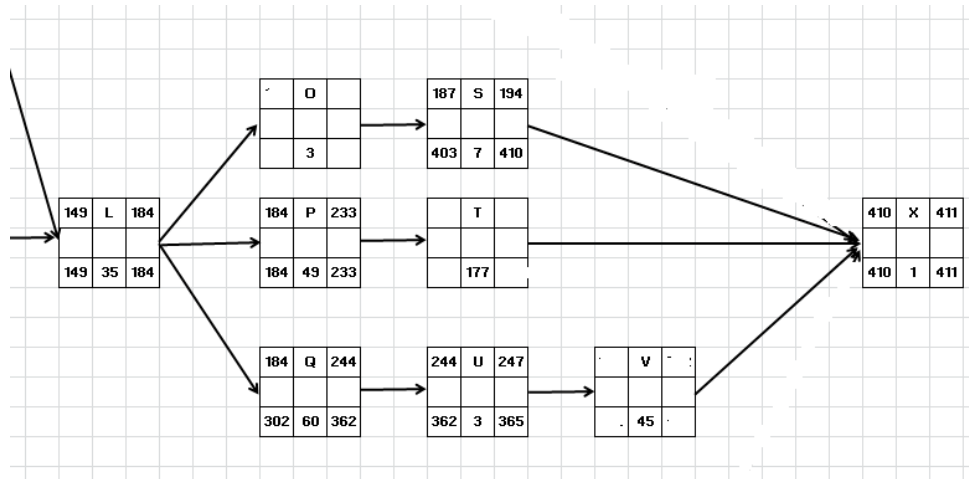 O
3
187 S 194
403 7 410
149 L 184
149 35 184
184 P 233
184 49 233
T
177
410 X 411
410 1 411
184 Q 244
302 60 362
244 U 247
362 3 365
V
45